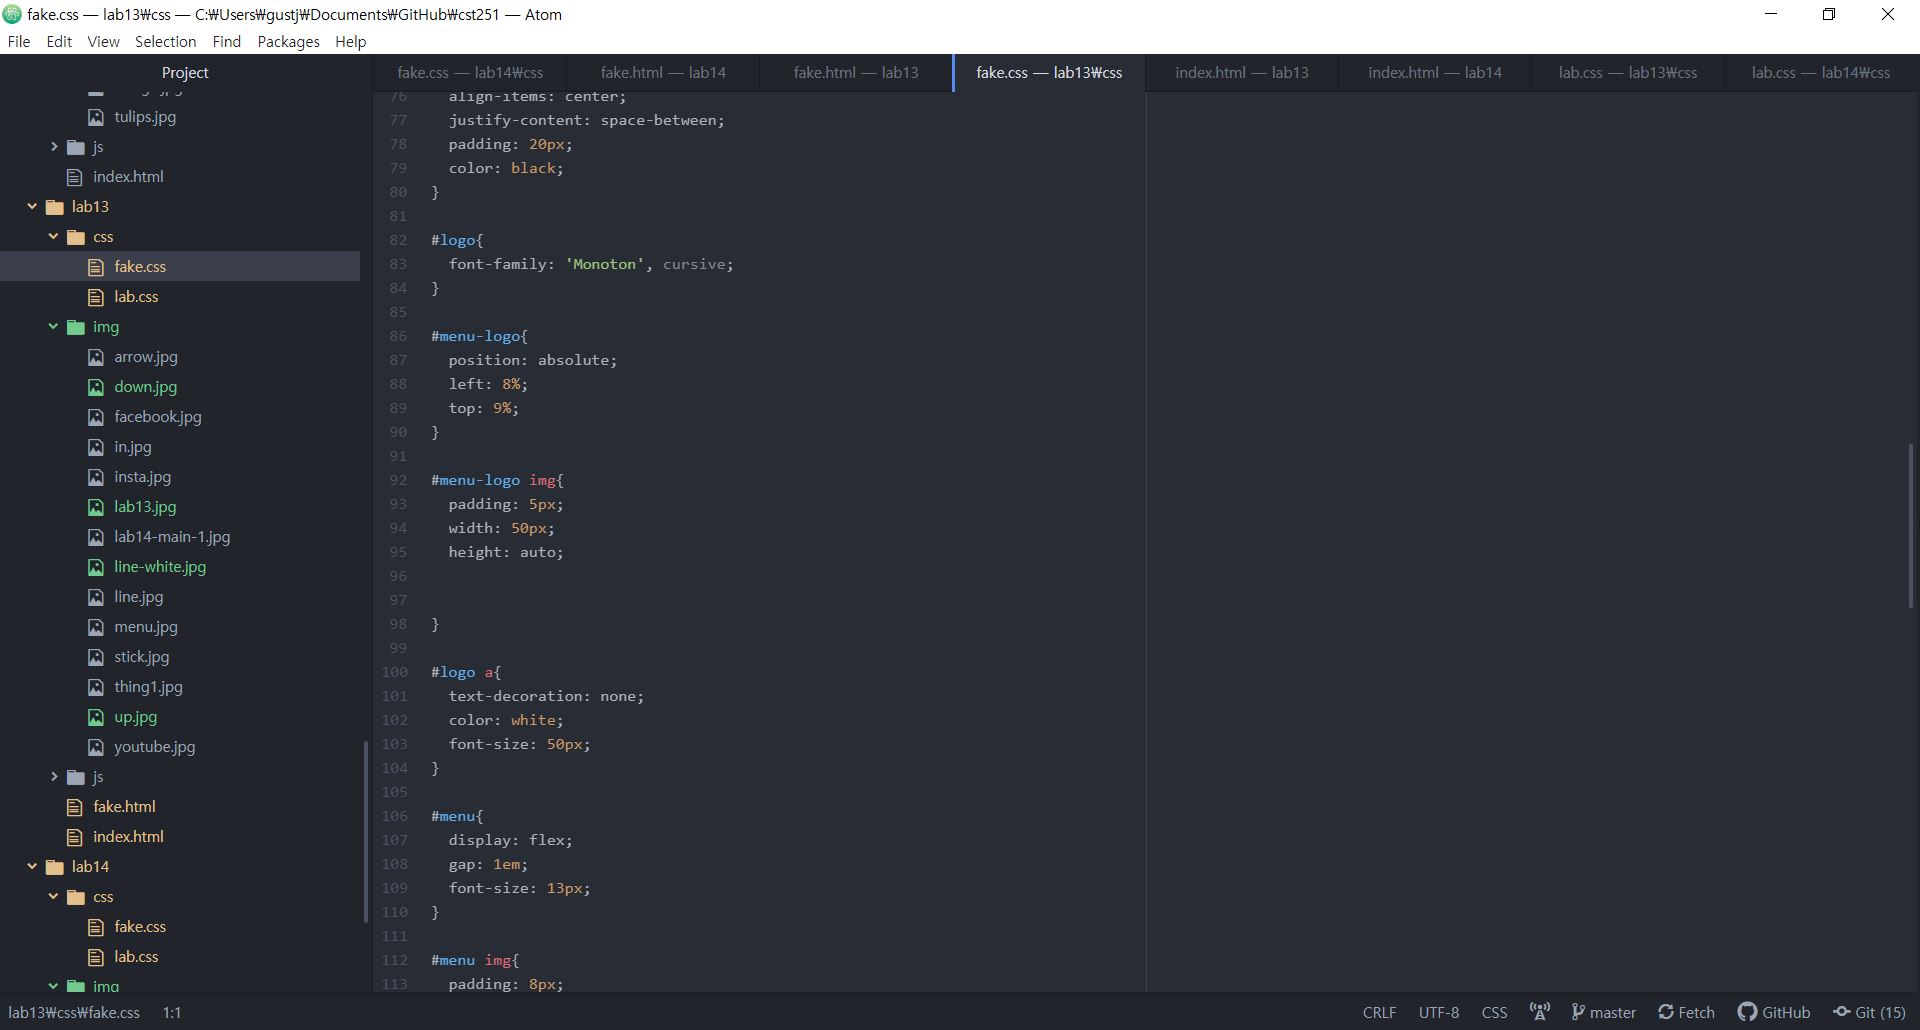 fake.css — lab13₩css — C:₩Users₩gustj₩Documents₩GitHub₩cst251 — Atom
File Edit View Selection Find Packages Help
Project
fake.css — lab14₩css
fake.html — lab14
fake.html — lab13
fake.css — lab13₩css
index.html — lab13
index.html — lab14
lab.css — lab13₩css
lab.css — lab14₩css
tulips.jpg
js
index.html
lab13
css
fake.css
lab.css
img
arrow.jpg
down.jpg
facebook.jpg
in.jpg
insta.jpg
lab13.jpg
lab14-main-1.jpg
line-white.jpg
line.jpg
menu.jpg
stick.jpg
thing1.jpg
up.jpg
youtube.jpg
js
fake.html
index.html
lab14
css
fake.css
lab.css
img
76 align-items: center;
77 justify-content: space-between;
78 padding: 20px;
79 color: black;
80 }
81
82 #logo{
83 font-family: 'Monoton', cursive;
84 }
85
86 #menu-logo{
87 position: absolute;
88 left: 8%;
89 top: 9%;
90 }
91
92 #menu-logo img{
93 padding: 5px;
94 width: 50px;
95 height: auto;
96
97
98 }
99
100 #logo a{
101 text-decoration: none;
102 color: white;
103 font-size: 50px;
104 }
105
106 #menu{
107 display: flex;
108 gap: 1em;
109 font-size: 13px;
110 }
111
112 #menu img{
113 padding: 8px;
lab13₩css₩fake.css 1:1 CRLF UTF-8 CSS master Fetch GitHub Git (15)